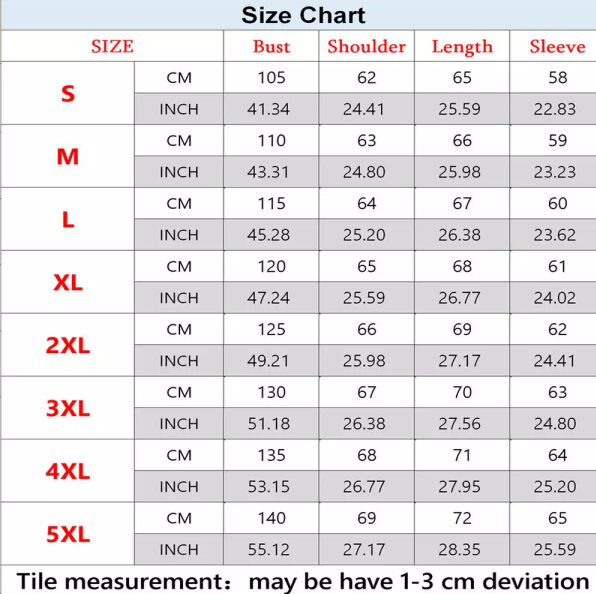 Size Chart
SIZE Bust Shoulder Length Sleeve
S CM 105 62 65 58
INCH 41.34 24.41 25.59 22.83
M CM 110 63 66 59
INCH 43.31 24.80 25.98 23.23
L CM 115 64 67 60
INCH 45.28 25.20 26.38 23.62
XL CM 120 65 68 61
INCH 47.24 25.59 26.77 24.02
2XL CM 125 66 69 62
INCH 49.21 25.98 27.17 24.41
3XL CM 130 67 70 63
INCH 51.18 26.38 27.56 24.80
4XL CM 135 68 71 64
INCH 53.15 26.77 27.95 25.20
5XL CM 140 69 72 65
INCH 55.12 27.17 28.35 25.59
Tile measurement：may be have 1-3 cm deviation